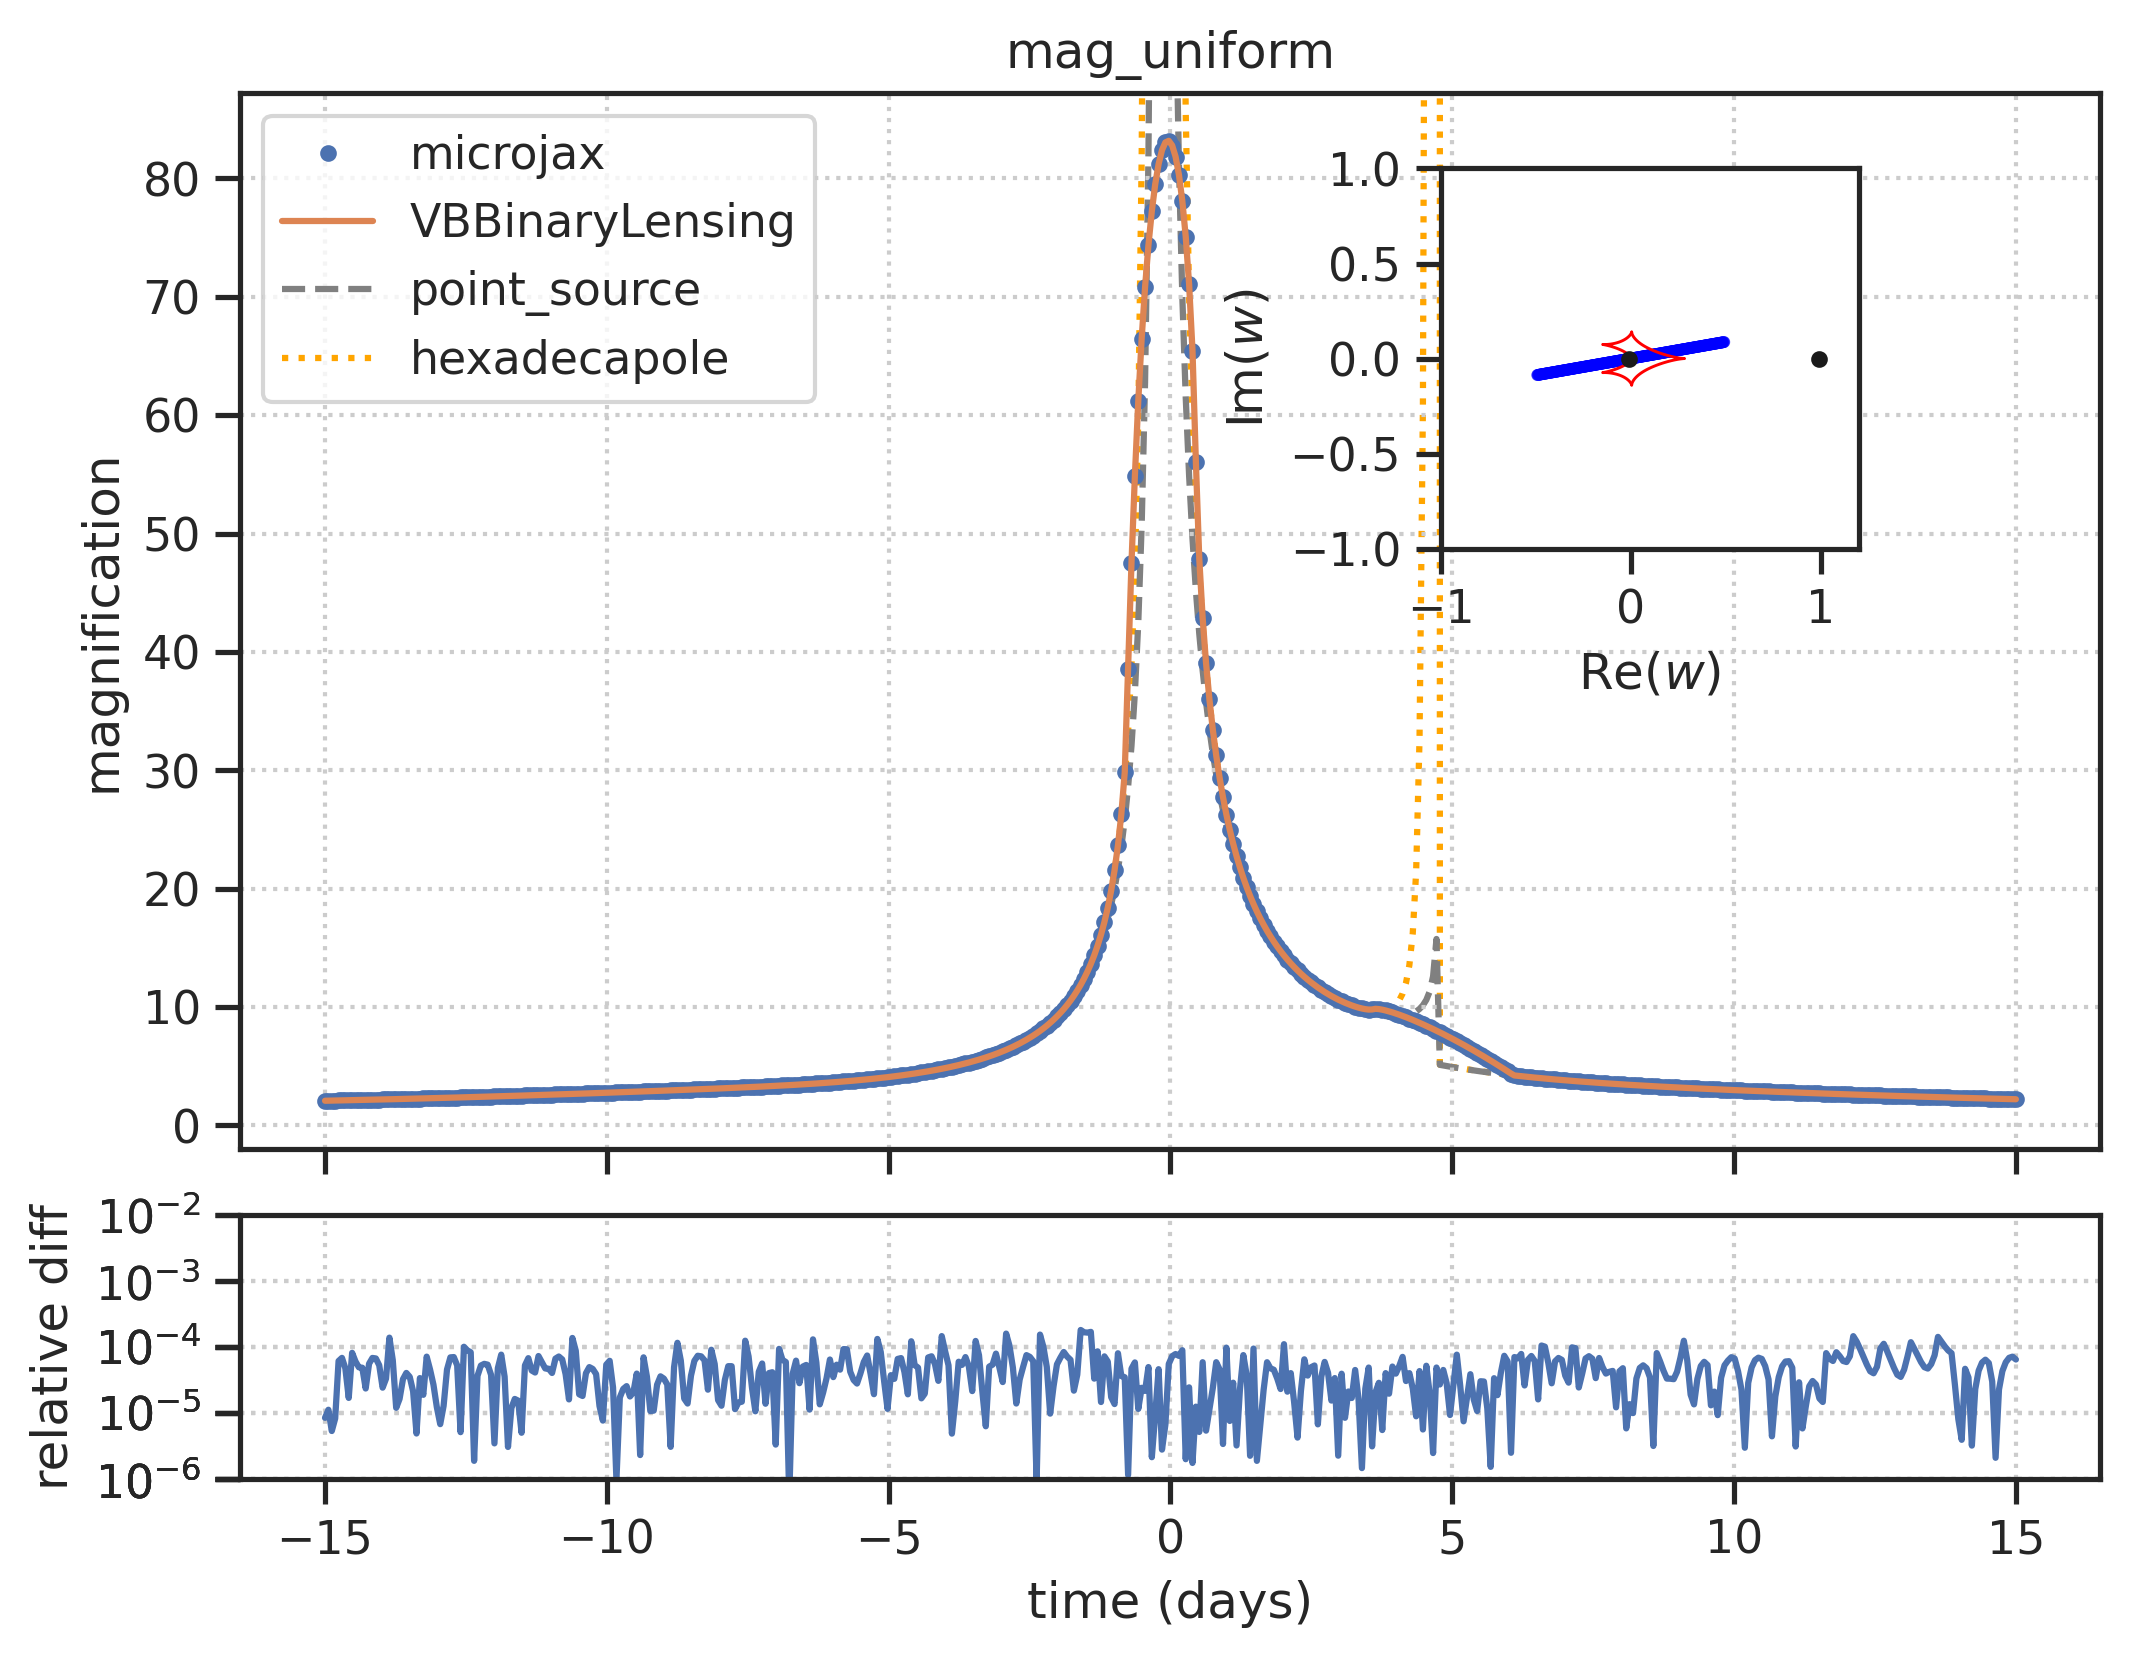 mag_uniform
microjax
VBBinaryLensing
point_source
hexadecapole
magnification
80
70
60
50
40
30
20
10
0
Im(w)
1.0
0.5
0.0
−0.5
−1.0
−1 0 1
Re(w)
relative diff
10⁻²
10⁻³
10⁻⁴
10⁻⁵
10⁻⁶
−15 −10 −5 0 5 10 15
time (days)